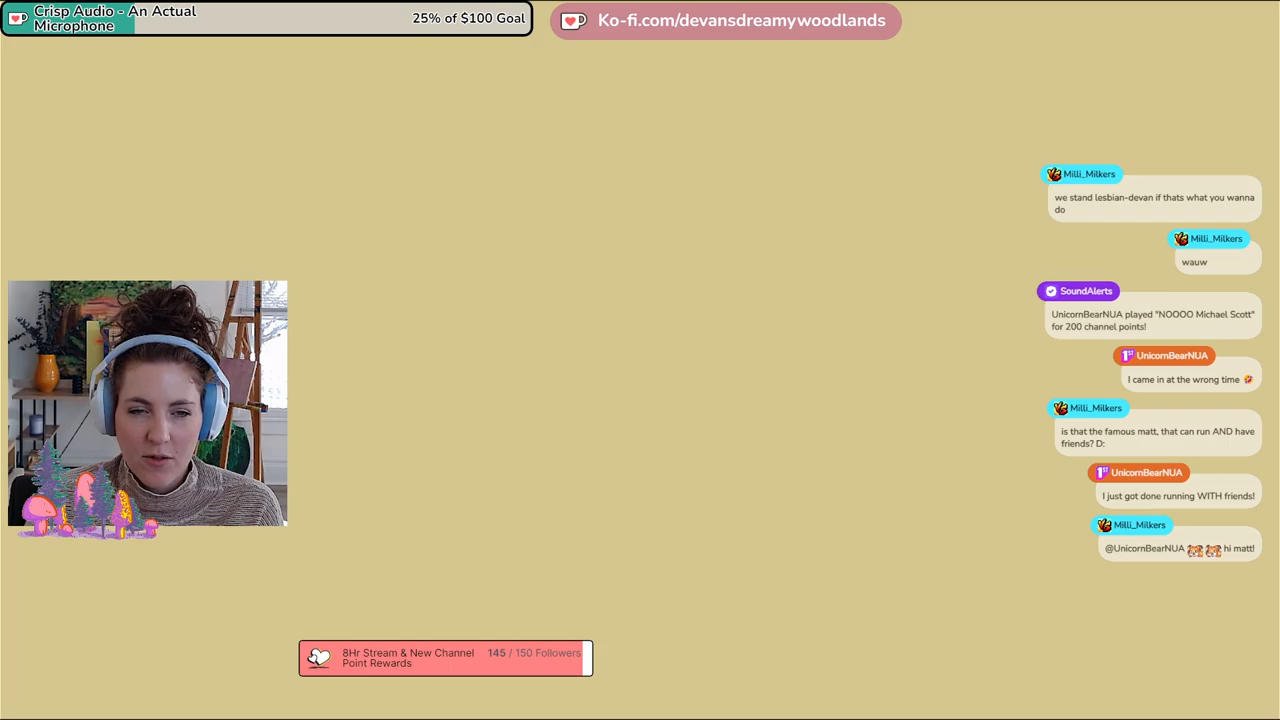 Crisp Audio - An Actual
Microphone
25% of $100 Goal
Ko-fi.com/devansdreamywoodlands
Milli_Milkers
we stand lesbian-devan if thats what you wanna
do
Milli_Milkers
wauw
SoundAlerts
UnicornBearNUA played "NOOOO Michael Scott"
for 200 channel points!
1ST UnicornBearNUA
I came in at the wrong time 🤣
Milli_Milkers
is that the famous matt, that can run AND have
friends? D:
1ST UnicornBearNUA
I just got done running WITH friends!
Milli_Milkers
@UnicornBearNUA hi matt!
8Hr Stream & New Channel
Point Rewards
145 / 150 Followers